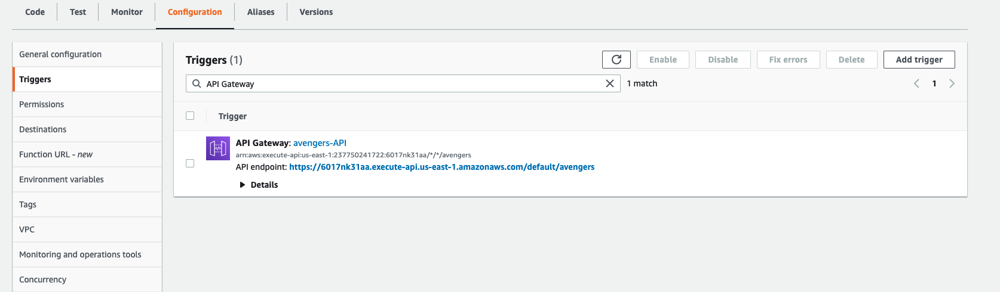 Code Test Monitor Configuration Aliases Versions
General configuration
Triggers
Permissions
Destinations
Function URL - new
Environment variables
Tags
VPC
Monitoring and operations tools
Concurrency
Triggers (1)
Enable Disable Fix errors Delete Add trigger
API Gateway 1 match 1
Trigger
API Gateway: avengers-API
arn:aws:execute-api:us-east-1:237750241722:6017nk31aa/*/*/avengers
API endpoint: https://6017nk31aa.execute-api.us-east-1.amazonaws.com/default/avengers
Details